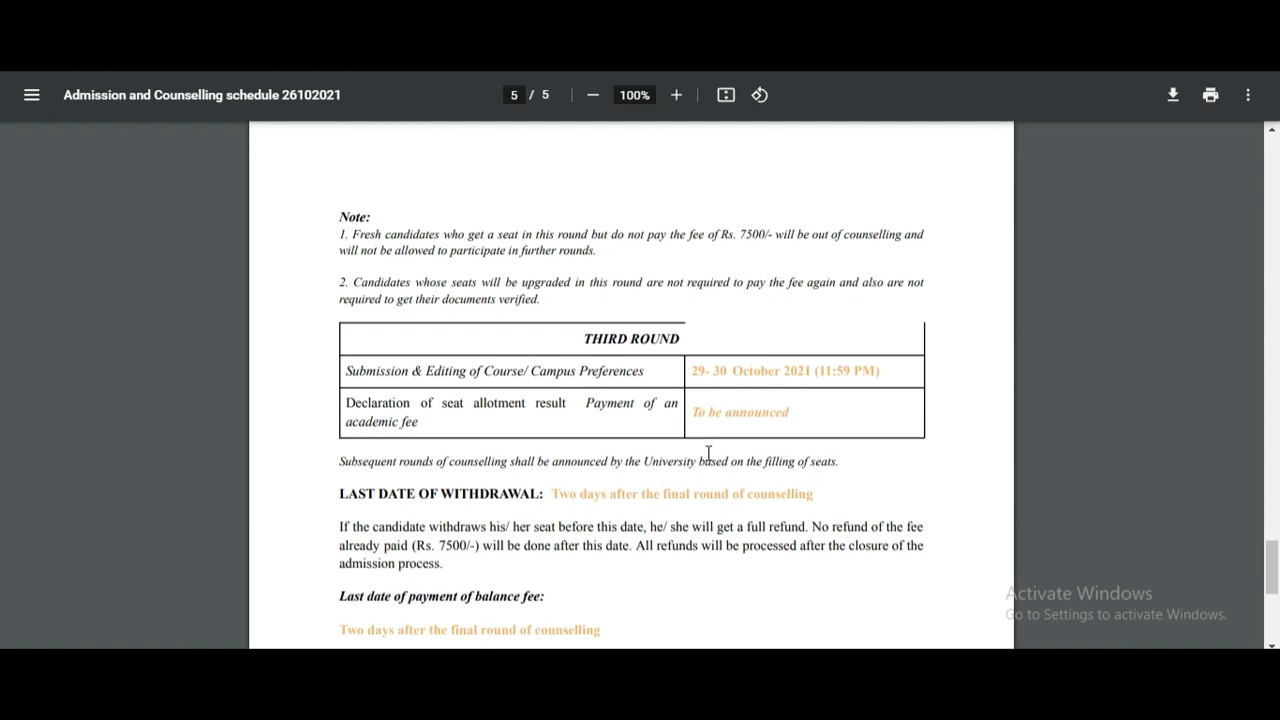 Admission and Counselling schedule 26102021
5 / 5
100%
Note:
1. Fresh candidates who get a seat in this round but do not pay the fee of Rs. 7500/- will be out of counselling and
will not be allowed to participate in further rounds.
2. Candidates whose seats will be upgraded in this round are not required to pay the fee again and also are not
required to get their documents verified.
THIRD ROUND
Submission & Editing of Course/ Campus Preferences
29- 30 October 2021 (11:59 PM)
Declaration of seat allotment result Payment of an
academic fee
To be announced
Subsequent rounds of counselling shall be announced by the University based on the filling of seats.
LAST DATE OF WITHDRAWAL: Two days after the final round of counselling
If the candidate withdraws his/ her seat before this date, he/ she will get a full refund. No refund of the fee
already paid (Rs. 7500/-) will be done after this date. All refunds will be processed after the closure of the
admission process.
Last date of payment of balance fee:
Two days after the final round of counselling
Activate Windows
Go to Settings to activate Windows.